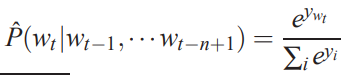 P̂(w_t|w_{t−1}, ⋯ w_{t−n+1}) = e^{y_{w_t}} / ∑_i e^{y_i}